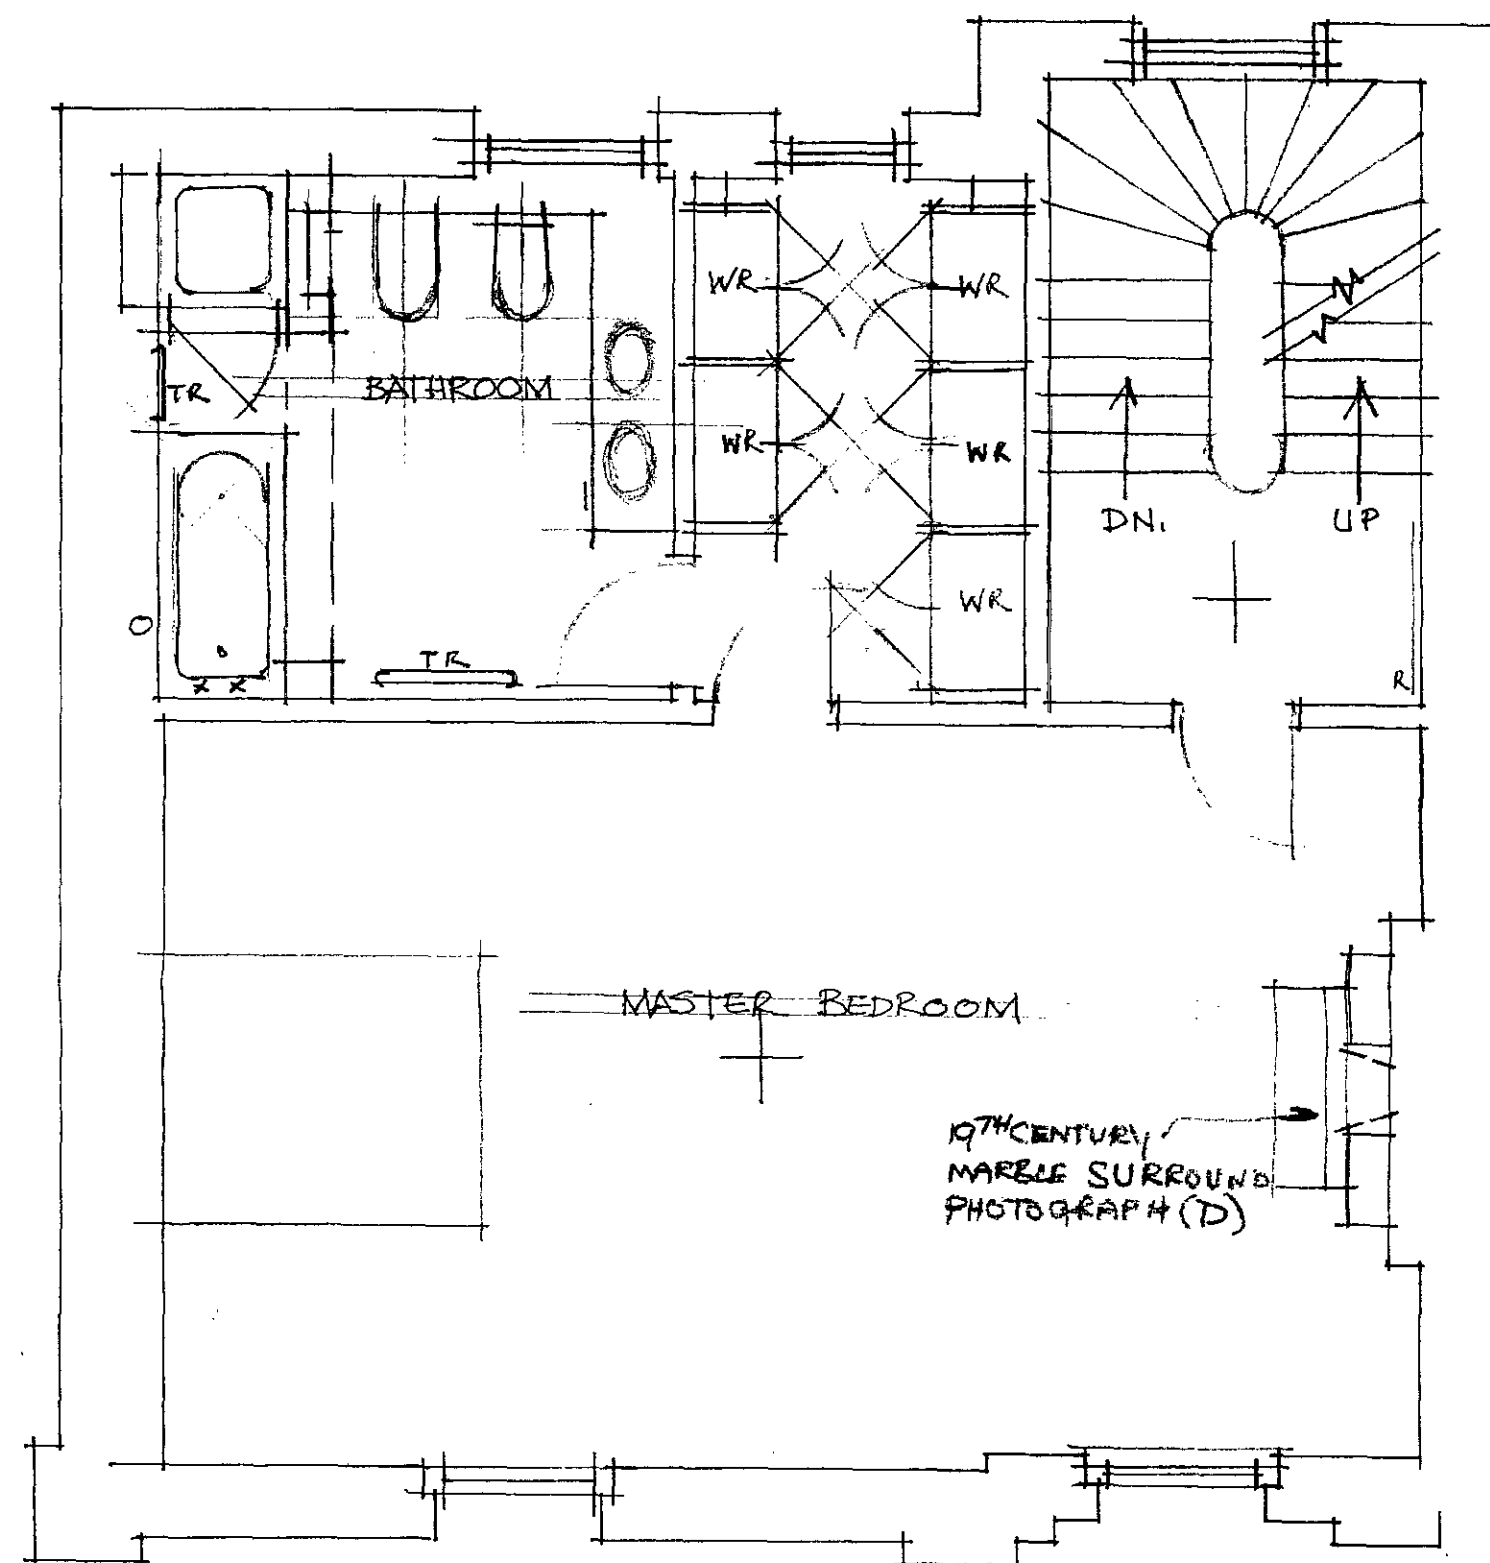 WR
WR
TR
BATHROOM
WR
WR
DN.
UP
WR
TR
R
MASTER BEDROOM
19TH CENTURY
MARBLE SURROUND
PHOTOGRAPH (D)